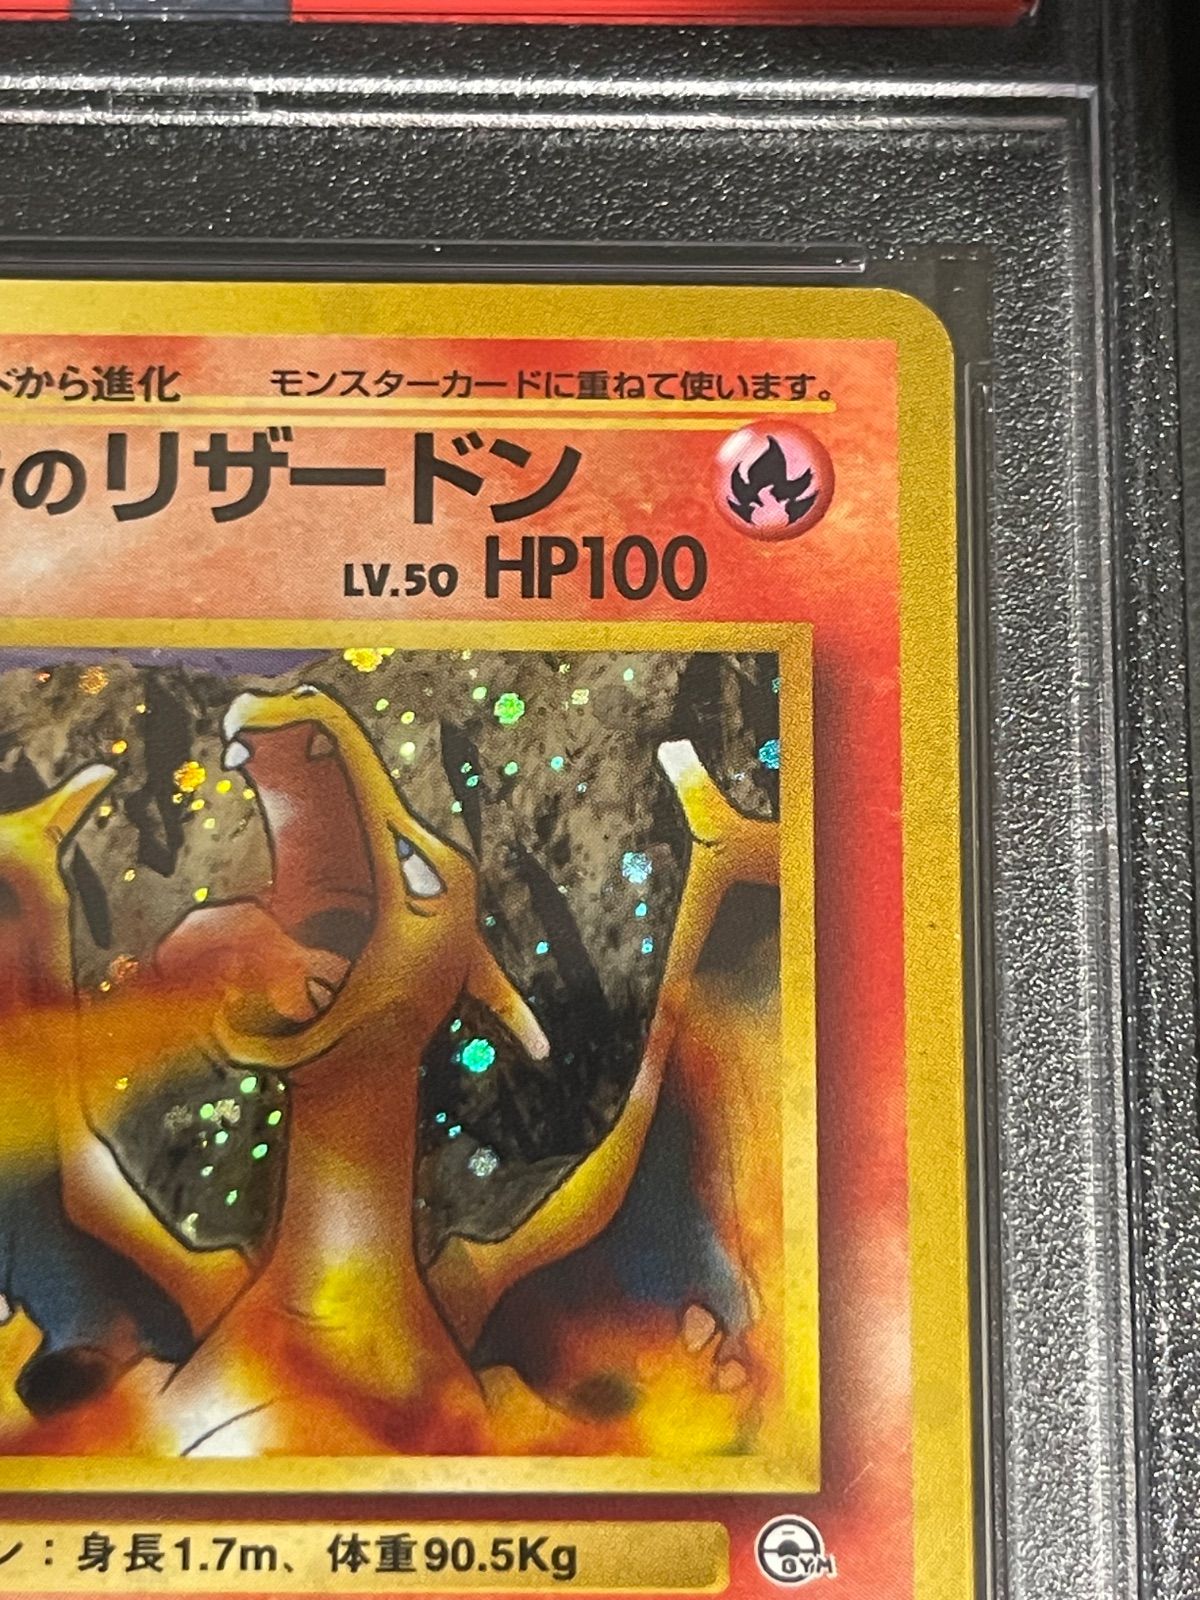 から進化 モンスターカードに重ねて使います。
のリザードン
LV.50 HP100
ン：身長1.7m、体重90.5Kg
GYM